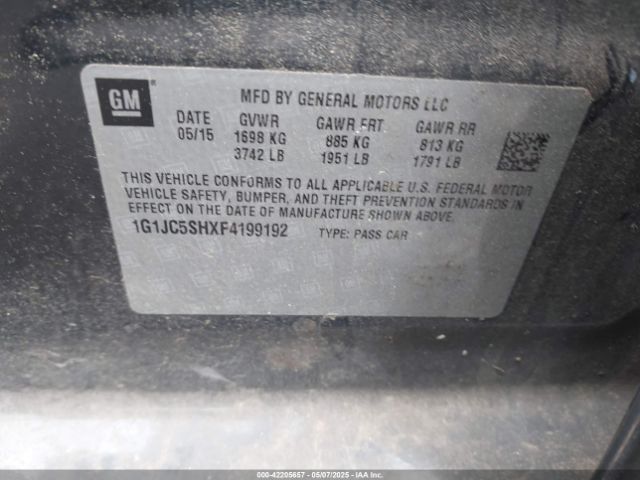 GM ®
MFD BY GENERAL MOTORS LLC
DATE GVWR GAWR FRT GAWR RR
05/15 1698 KG 885 KG 813 KG
3742 LB 1951 LB 1791 LB
THIS VEHICLE CONFORMS TO ALL APPLICABLE U.S. FEDERAL MOTOR
VEHICLE SAFETY, BUMPER, AND THEFT PREVENTION STANDARDS IN
EFFECT ON THE DATE OF MANUFACTURE SHOWN ABOVE.
1G1JC5SHXF4199192 TYPE: PASS CAR
000-42205657 - 05/07/2025 - COPART.COM